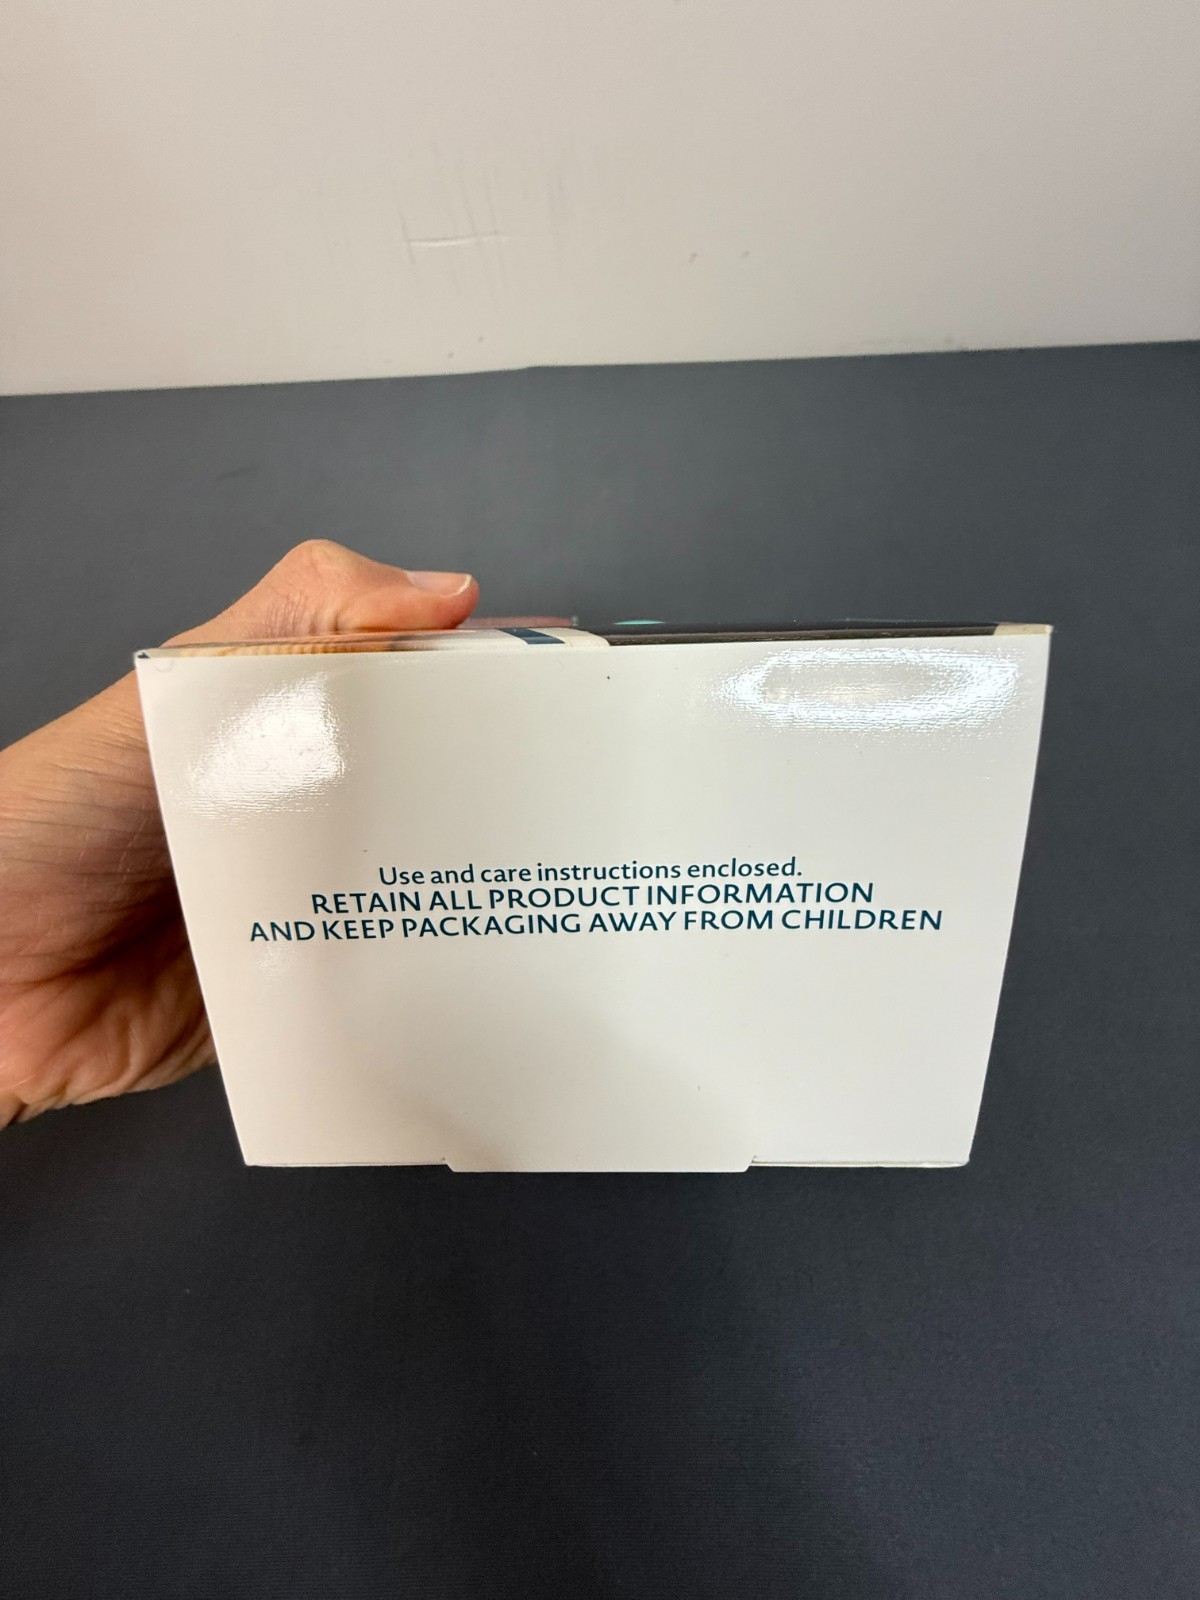 Use and care instructions enclosed.
RETAIN ALL PRODUCT INFORMATION
AND KEEP PACKAGING AWAY FROM CHILDREN